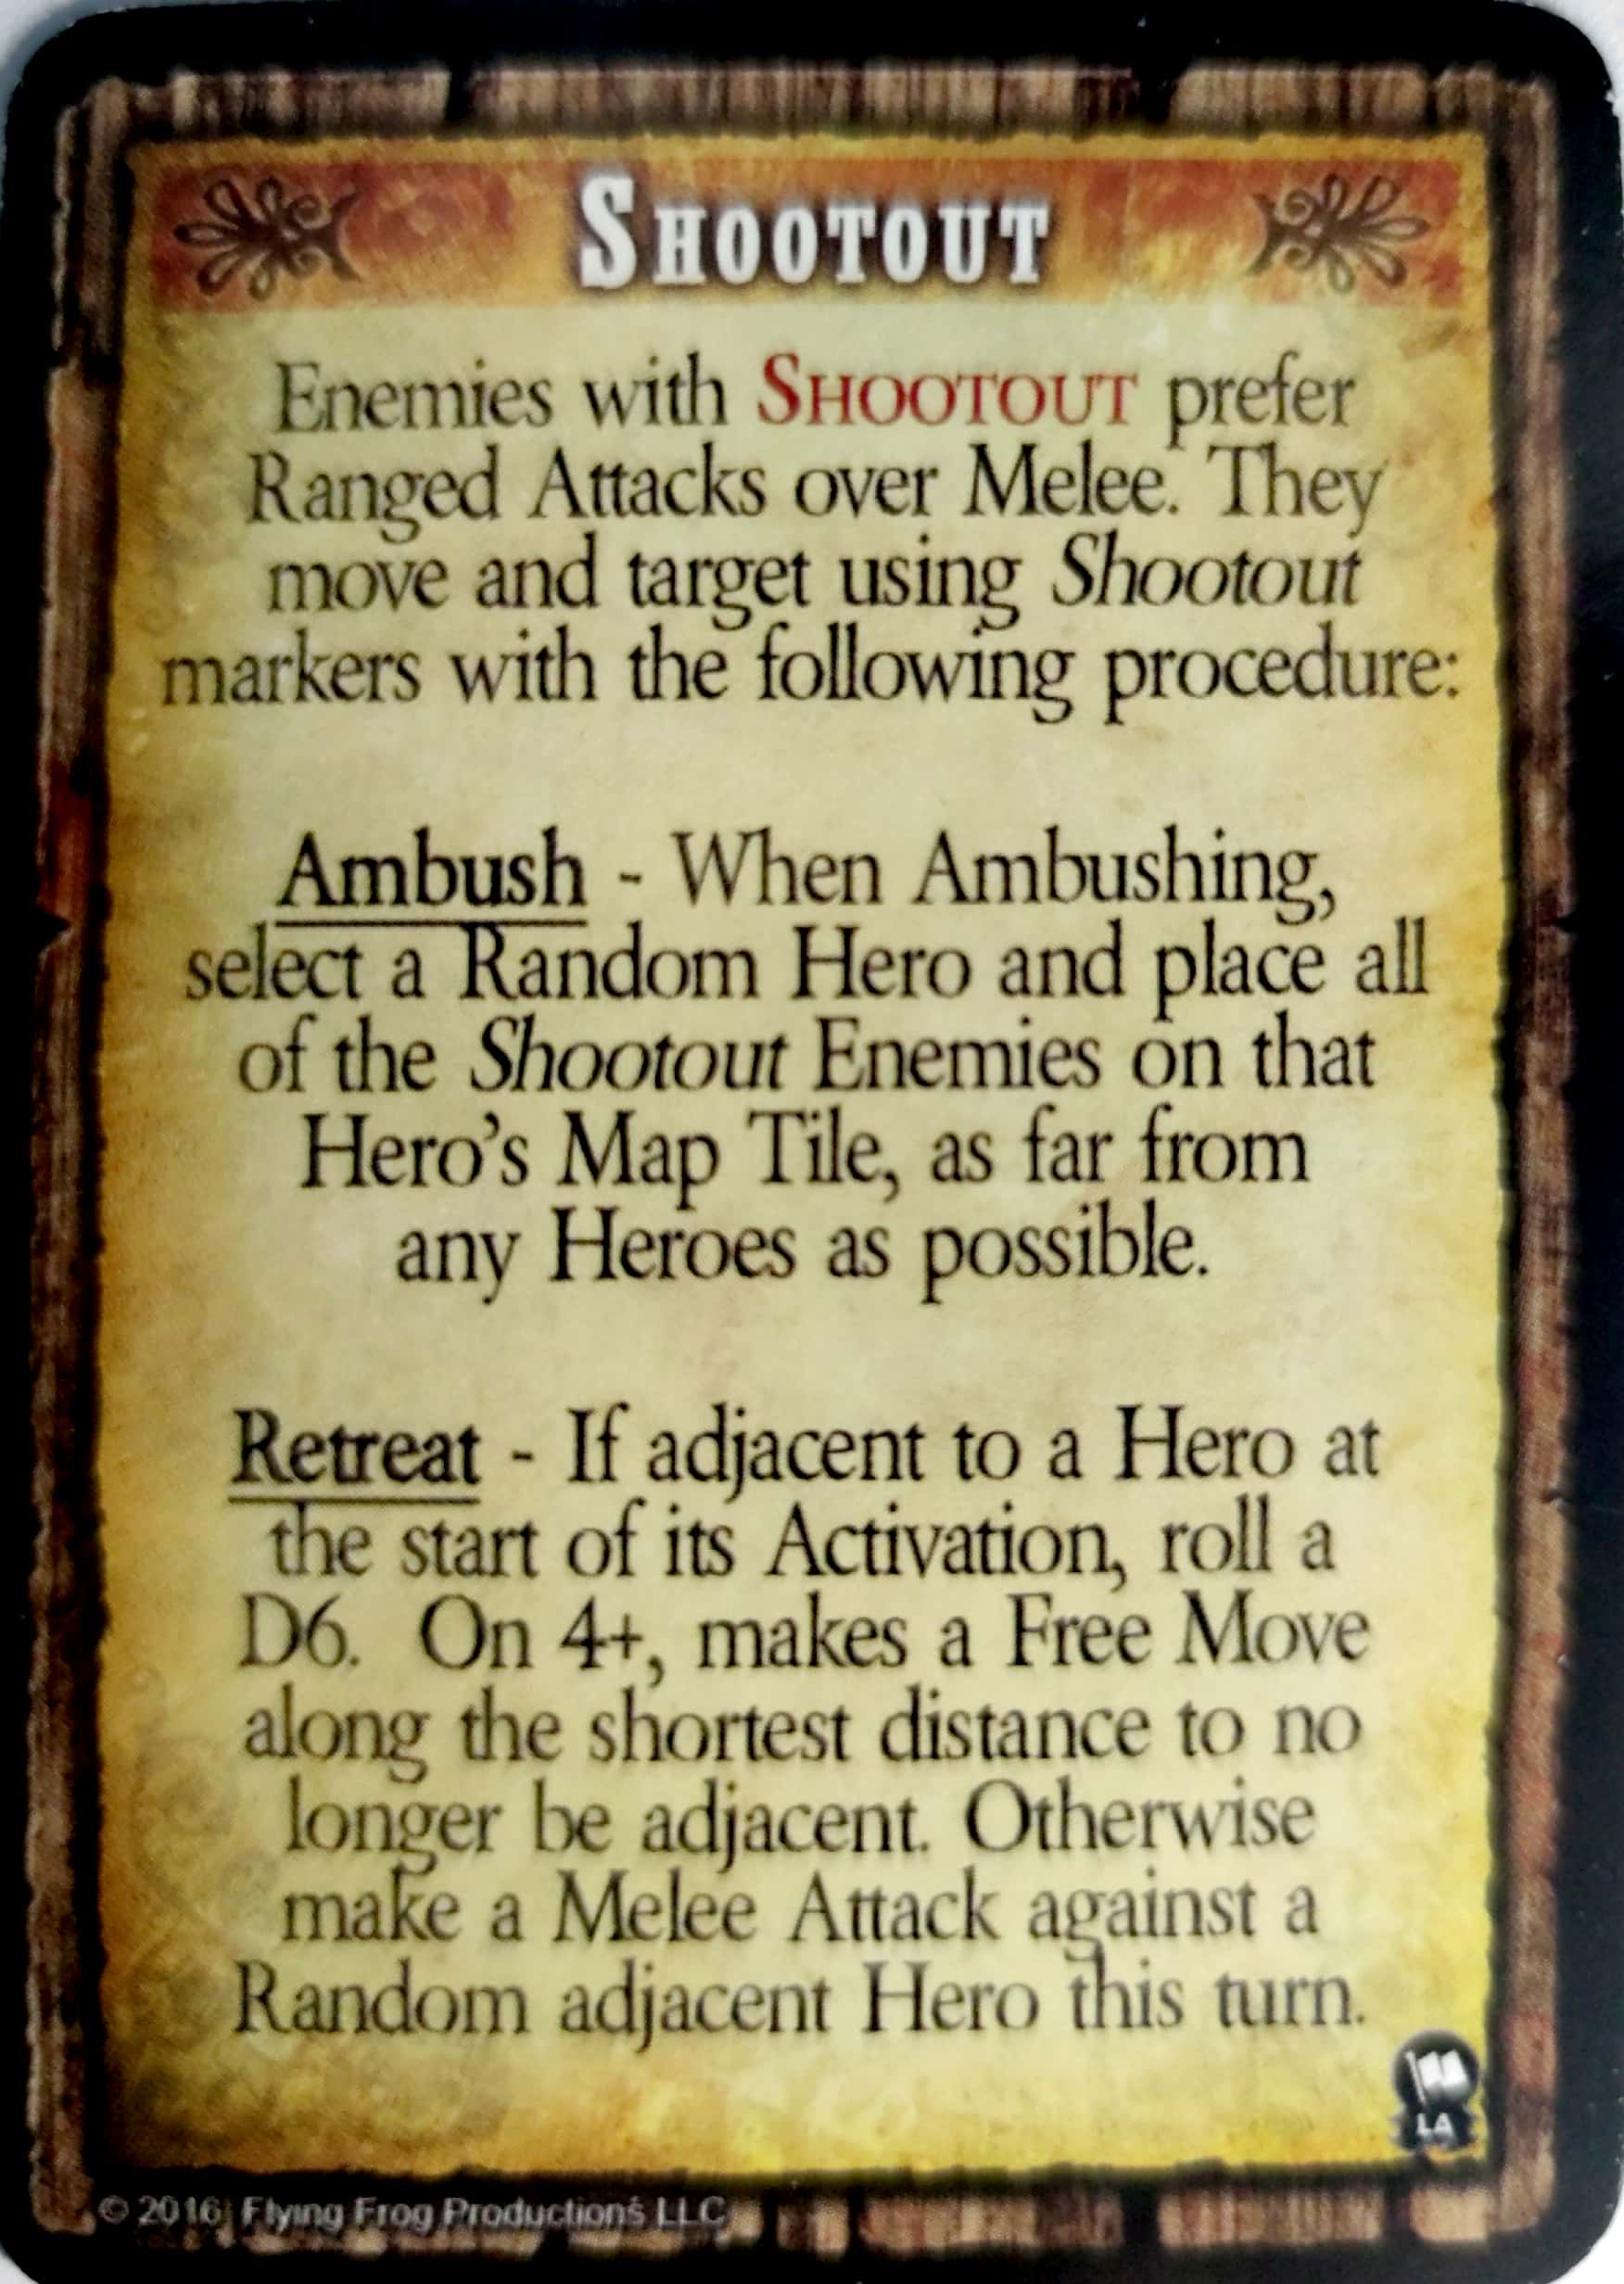 SHOOTOUT
Enemies with SHOOTOUT prefer
Ranged Attacks over Melee. They
move and target using Shootout
markers with the following procedure:
Ambush - When Ambushing,
select a Random Hero and place all
of the Shootout Enemies on that
Hero's Map Tile, as far from
any Heroes as possible.
Retreat - If adjacent to a Hero at
the start of its Activation, roll a
D6. On 4+, makes a Free Move
along the shortest distance to no
longer be adjacent. Otherwise
make a Melee Attack against a
Random adjacent Hero this turn.
LA
© 2016 Flying Frog Productions LLC